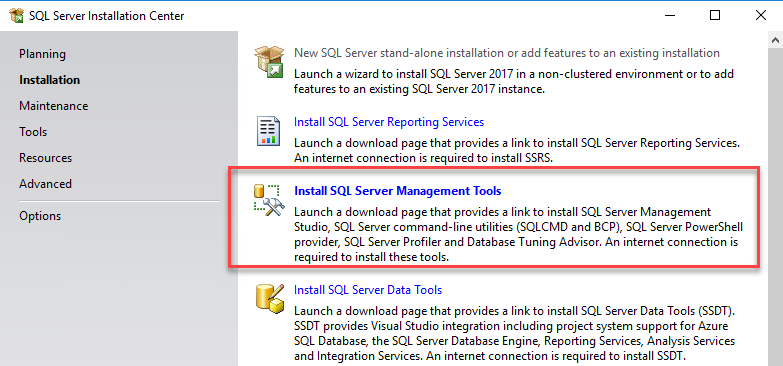 SQL Server Installation Center
Planning
Installation
Maintenance
Tools
Resources
Advanced
Options
New SQL Server stand-alone installation or add features to an existing installation
Launch a wizard to install SQL Server 2017 in a non-clustered environment or to add
features to an existing SQL Server 2017 instance.
Install SQL Server Reporting Services
Launch a download page that provides a link to install SQL Server Reporting Services.
An internet connection is required to install SSRS.
Install SQL Server Management Tools
Launch a download page that provides a link to install SQL Server Management
Studio, SQL Server command-line utilities (SQLCMD and BCP), SQL Server PowerShell
provider, SQL Server Profiler and Database Tuning Advisor. An internet connection is
required to install these tools.
Install SQL Server Data Tools
Launch a download page that provides a link to install SQL Server Data Tools (SSDT).
SSDT provides Visual Studio integration including project system support for Azure
SQL Database, the SQL Server Database Engine, Reporting Services, Analysis Services
and Integration Services. An internet connection is required to install SSDT.